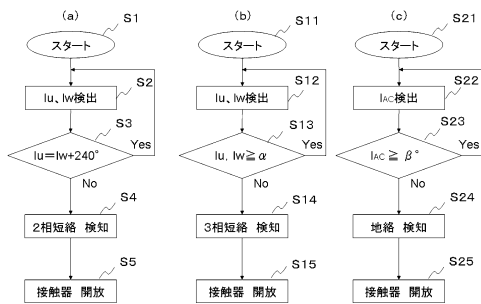 (a)
S1
スタート
S2
Iu、Iw検出
S3
Iu=Iw+240°
Yes
No
S4
2相短絡 検知
S5
接触器 開放
(b)
S11
スタート
S12
Iu、Iw検出
S13
Iu, Iw≧α
Yes
No
S14
3相短絡 検知
S15
接触器 開放
(c)
S21
スタート
S22
IAC検出
S23
IAC≧ β°
Yes
No
S24
地絡 検知
S25
接触器 開放